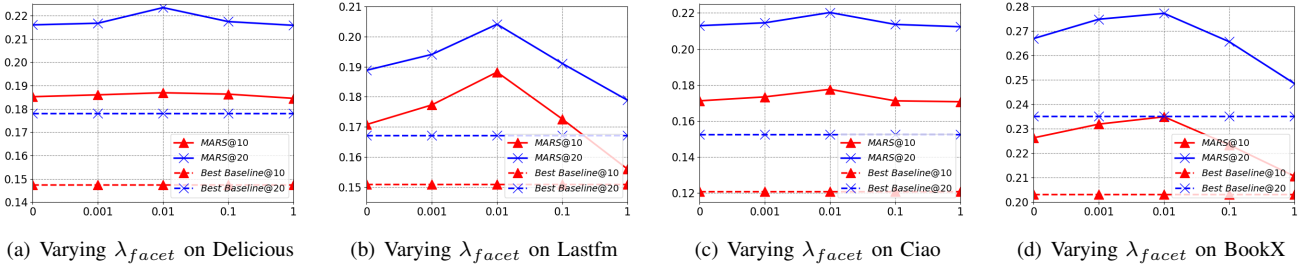 0.22
0.21
0.20
0.19
0.18
0.17
0.16
0.15
0.14
0 0.001 0.01 0.1 1
MARS@10
MARS@20
Best Baseline@10
Best Baseline@20
(a) Varying λfacet on Delicious
0.21
0.19
0.17
0.15
0 0.001 0.01 0.1 1
MARS@10
MARS@20
Best Baseline@10
Best Baseline@20
(b) Varying λfacet on Lastfm
0.22
0.20
0.18
0.16
0.14
0.12
0 0.001 0.01 0.1 1
MARS@10
MARS@20
Best Baseline@10
Best Baseline@20
(c) Varying λfacet on Ciao
0.28
0.27
0.26
0.25
0.24
0.23
0.22
0.21
0.20
0 0.001 0.01 0.1 1
MARS@10
MARS@20
Best Baseline@10
Best Baseline@20
(d) Varying λfacet on BookX